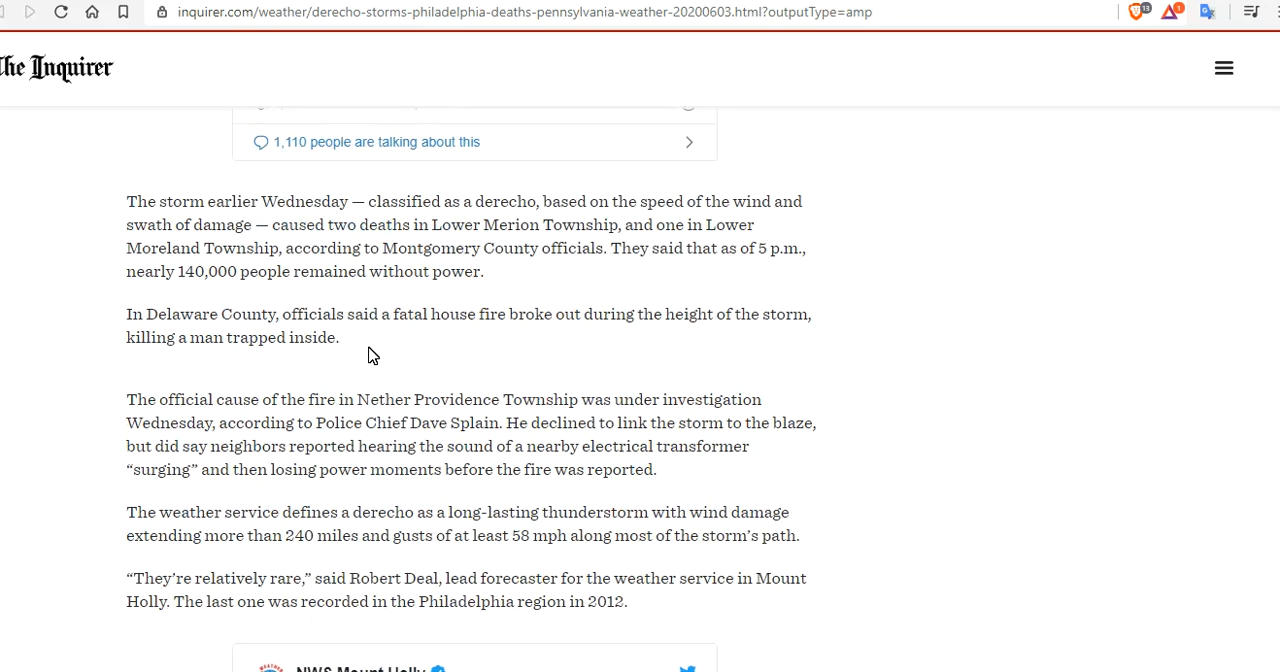 inquirer.com/weather/derecho-storms-philadelphia-deaths-pennsylvania-weather-20200603.html?outputType=amp
13
1
The Inquirer
1,110 people are talking about this
The storm earlier Wednesday — classified as a derecho, based on the speed of the wind and
swath of damage — caused two deaths in Lower Merion Township, and one in Lower
Moreland Township, according to Montgomery County officials. They said that as of 5 p.m.,
nearly 140,000 people remained without power.
In Delaware County, officials said a fatal house fire broke out during the height of the storm,
killing a man trapped inside.
The official cause of the fire in Nether Providence Township was under investigation
Wednesday, according to Police Chief Dave Splain. He declined to link the storm to the blaze,
but did say neighbors reported hearing the sound of a nearby electrical transformer
“surging” and then losing power moments before the fire was reported.
The weather service defines a derecho as a long-lasting thunderstorm with wind damage
extending more than 240 miles and gusts of at least 58 mph along most of the storm’s path.
“They’re relatively rare,” said Robert Deal, lead forecaster for the weather service in Mount
Holly. The last one was recorded in the Philadelphia region in 2012.
NWS Mount Holly